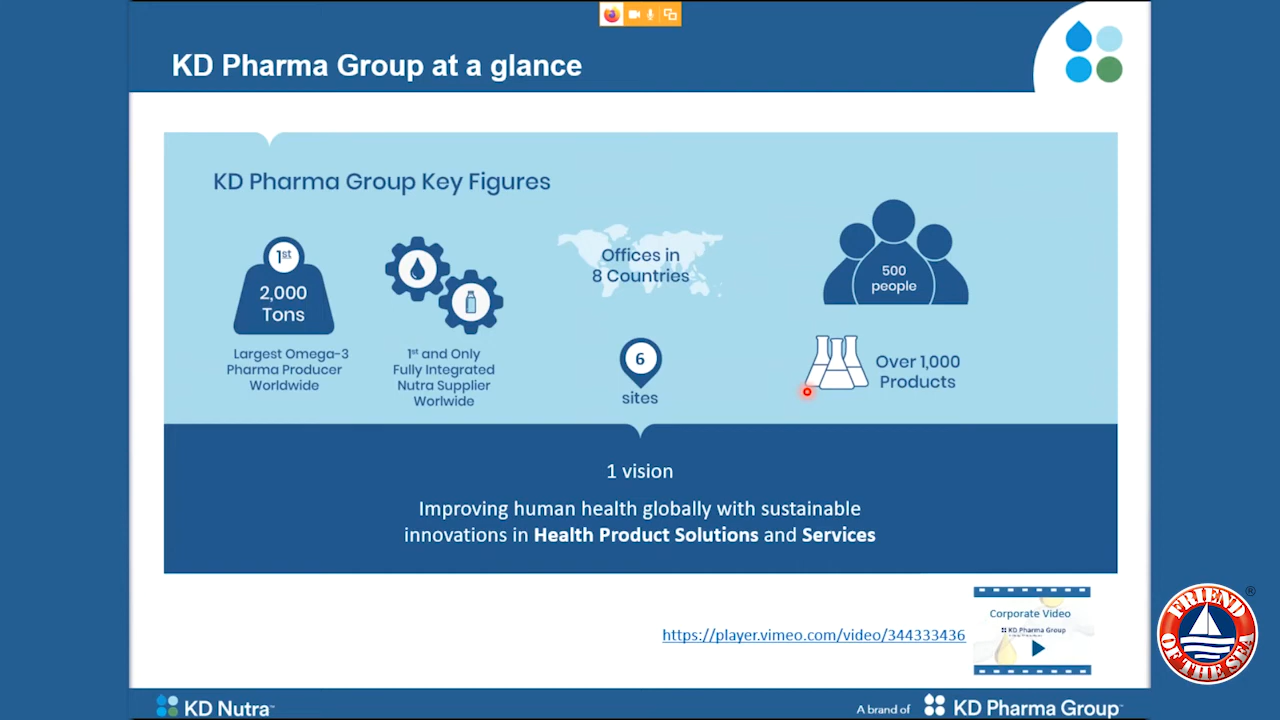 KD Pharma Group at a glance
KD Pharma Group Key Figures
1st
2,000
Tons
Largest Omega-3
Pharma Producer
Worldwide
1st and Only
Fully Integrated
Nutra Supplier
Worlwide
Offices in
8 Countries
6
sites
500
people
Over 1,000
Products
1 vision
Improving human health globally with sustainable
innovations in Health Product Solutions and Services
https://player.vimeo.com/video/344333436
Corporate Video
KD Pharma Group
FRIEND
OF THE SEA
®
KD Nutra™
A brand of
KD Pharma Group™